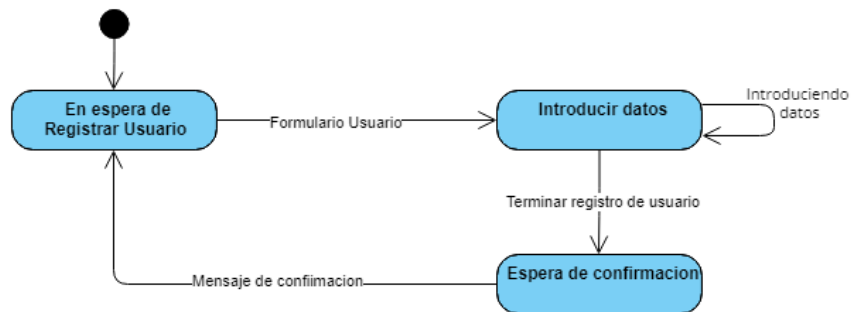 En espera de
Registrar Usuario
Formulario Usuario
Introducir datos
Introduciendo
datos
Terminar registro de usuario
Espera de confirmacion
Mensaje de confiimacion